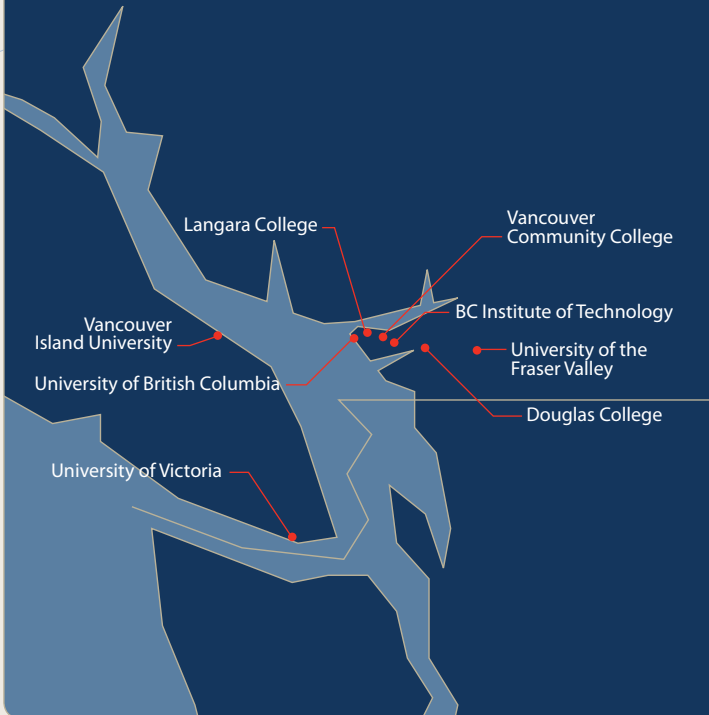 Langara College
Vancouver
Community College
BC Institute of Technology
Vancouver
Island University
University of the
Fraser Valley
University of British Columbia
Douglas College
University of Victoria